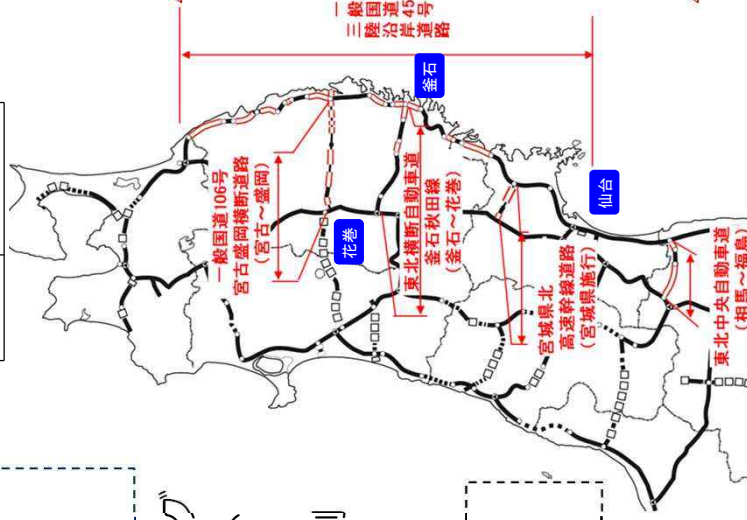 一般国道45号
三陸沿岸道路
釜石
一般国道106号
宮古盛岡横断道路
(宮古~盛岡)
花巻
東北横断自動車道
釜石秋田線
(釜石~花巻)
仙台
宮城県北
高速幹線道路
(宮城県施行)
東北中央自動車道
(相馬~福島)